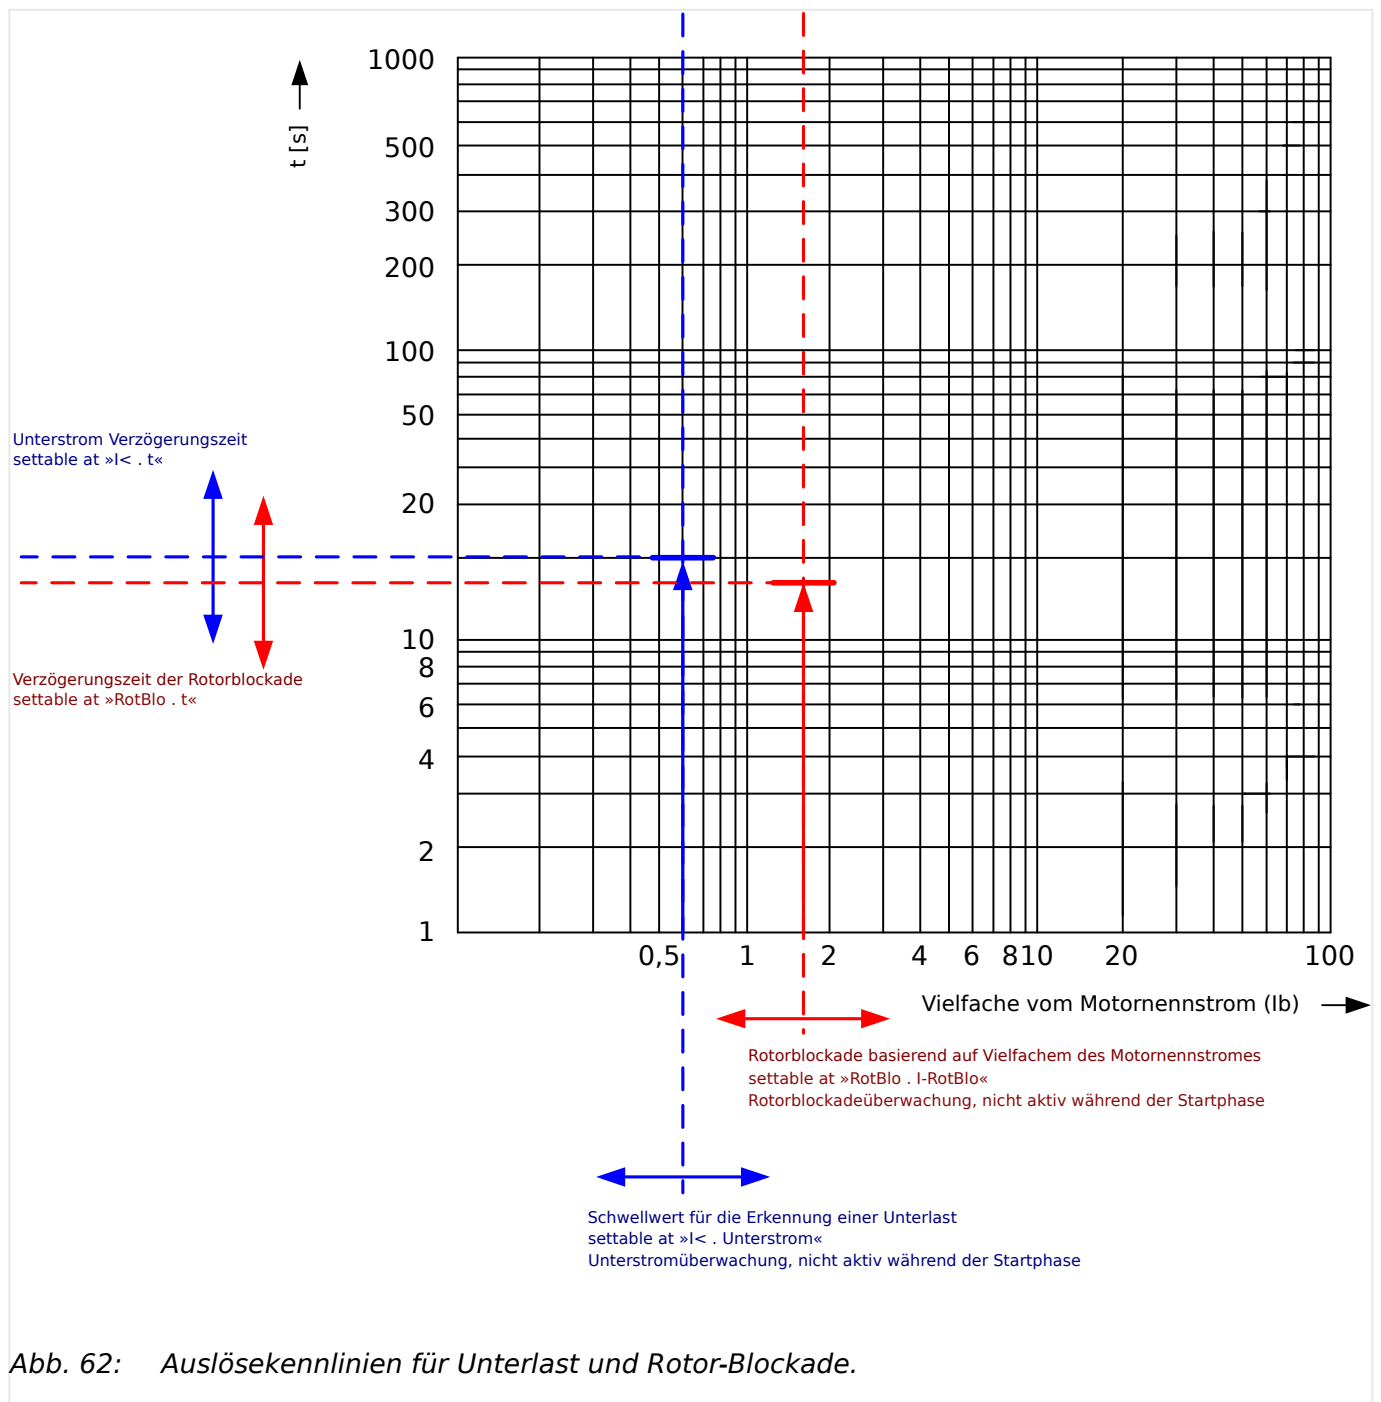 1000
t [s]
500
300
200
100
50
Unterstrom Verzögerungszeit
settable at »I< . t«
20
10
8
Verzögerungszeit der Rotorblockade
settable at »RotBlo . t«
6
4
2
1
0,5 1 2 4 6 8 10 20 100
Vielfache vom Motornennstrom (Ib)
Rotorblockade basierend auf Vielfachem des Motornennstromes
settable at »RotBlo . I-RotBlo«
Rotorblockadeüberwachung, nicht aktiv während der Startphase
Schwellwert für die Erkennung einer Unterlast
settable at »I< . Unterstrom«
Unterstromüberwachung, nicht aktiv während der Startphase
Abb. 62: Auslösekennlinien für Unterlast und Rotor-Blockade.